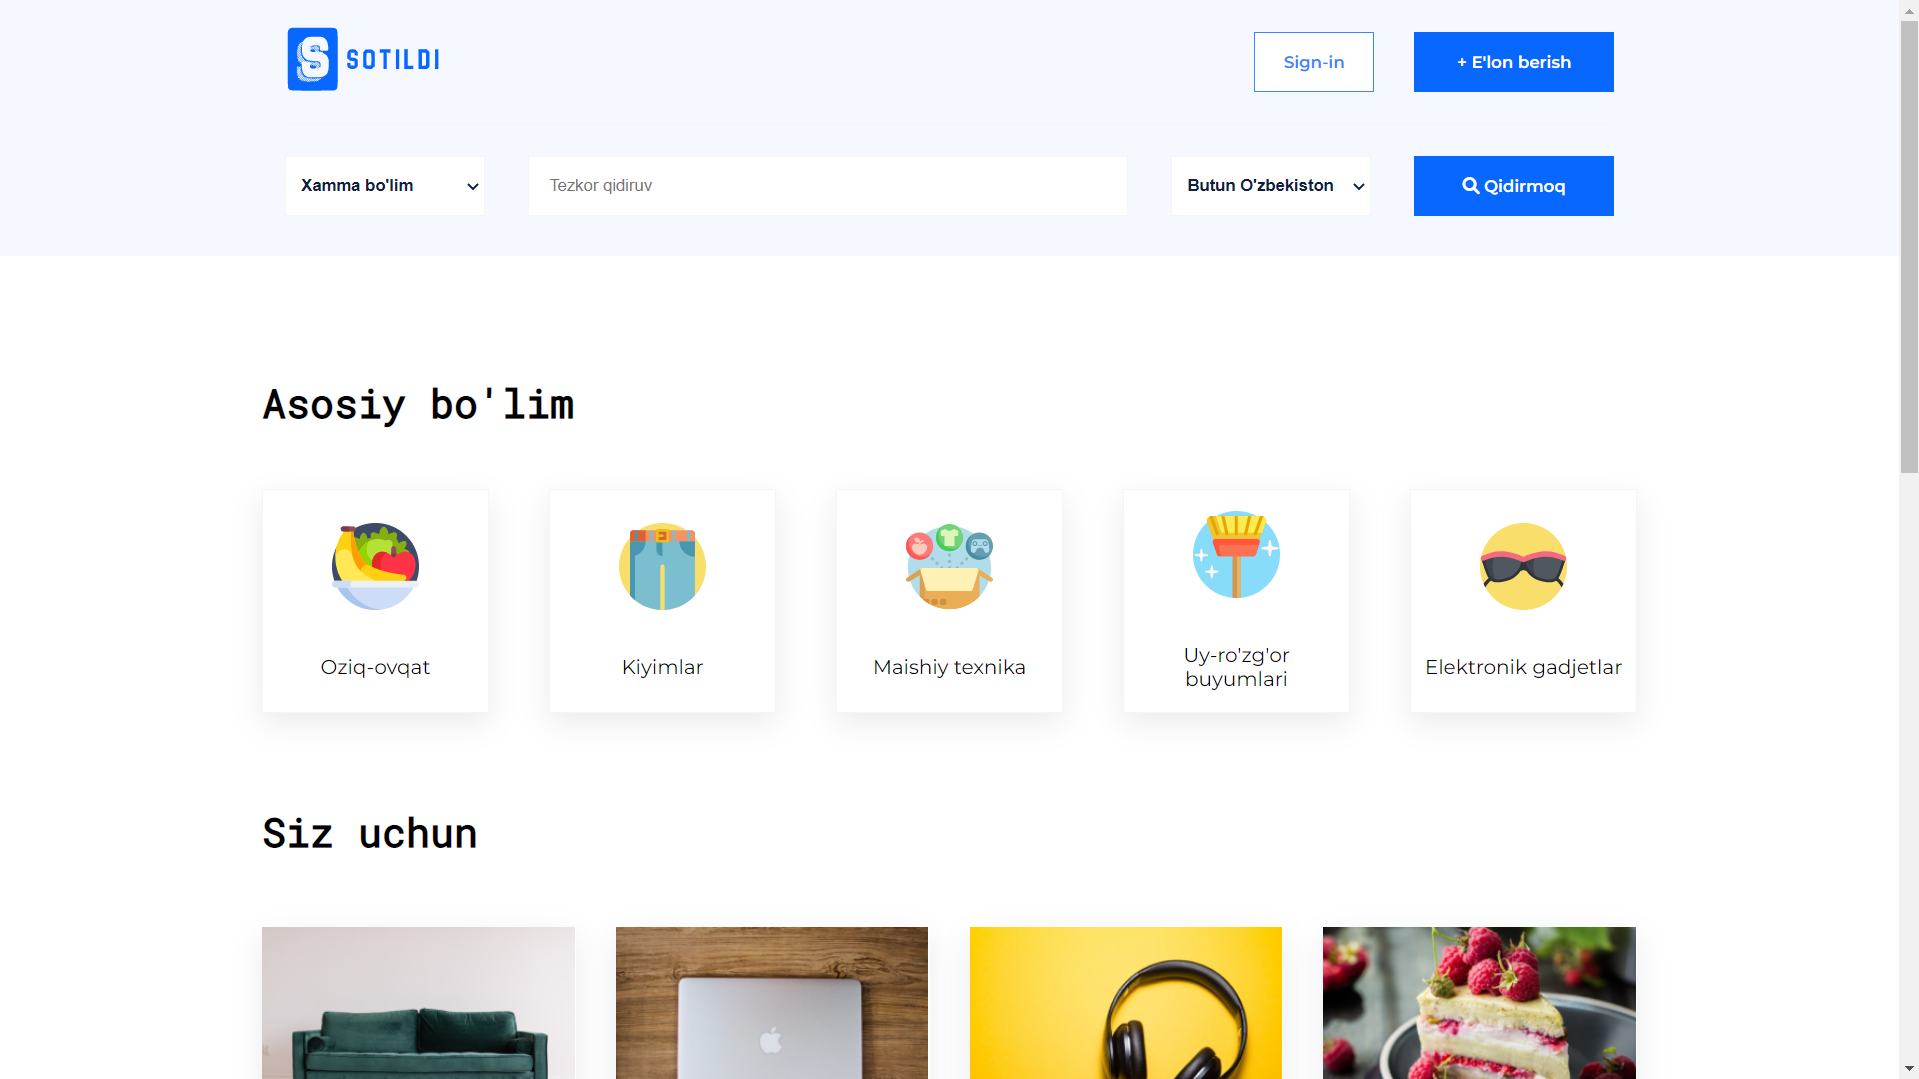 SOTILDI
Sign-in
+ E'lon berish
Xamma bo'lim
Tezkor qidiruv
Butun O'zbekiston
Qidirmoq
Asosiy bo'lim
Oziq-ovqat
Kiyimlar
Maishiy texnika
Uy-ro'zg'or
buyumlari
Elektronik gadjetlar
Siz uchun